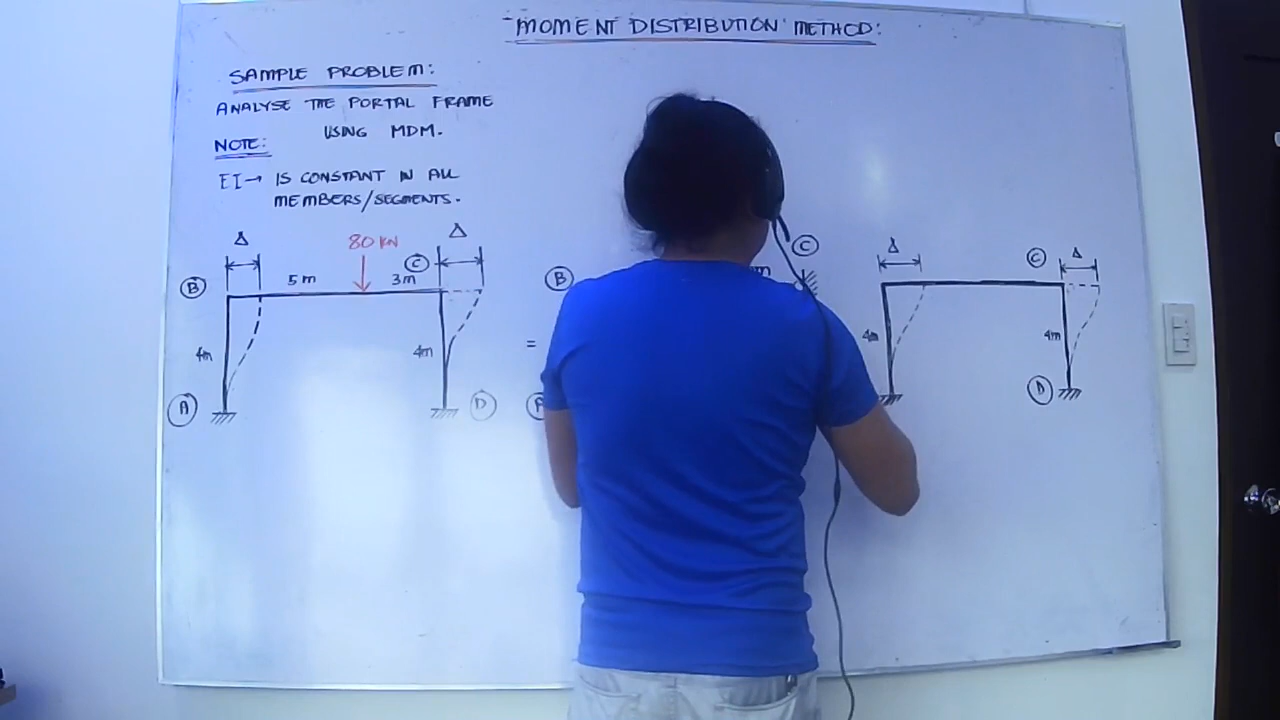 "MOMENT DISTRIBUTION" METHOD:
SAMPLE PROBLEM:
ANALYSE THE PORTAL FRAME
USING MDM.
NOTE:
EI→ IS CONSTANT IN ALL
MEMBERS/SEGMENTS.
Δ 80 KN Δ
B 5m 3m C
4m 4m
A D
=
B m C
A
Δ C Δ
4m 4m
D